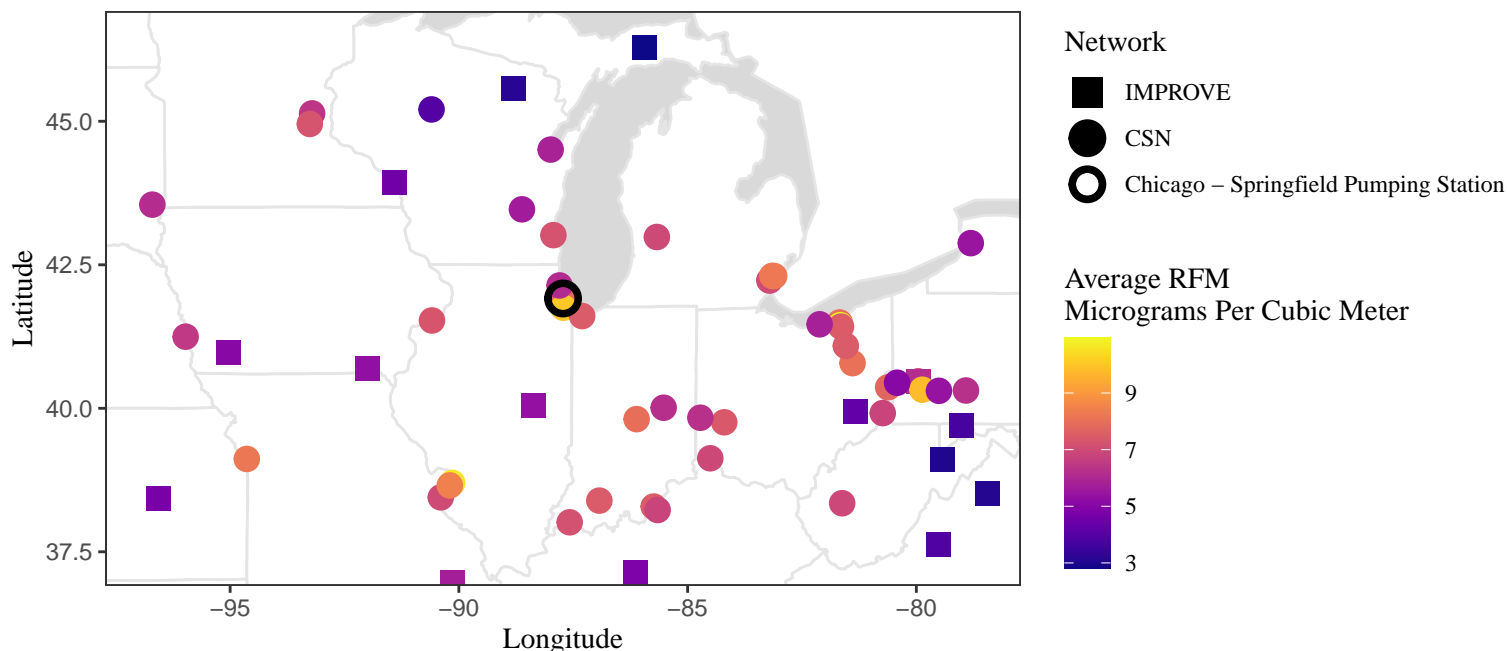 45.0
42.5
40.0
37.5
Latitude
−95
−90
−85
−80
Longitude
Network
IMPROVE
CSN
Chicago − Springfield Pumping Station
Average RFM
Micrograms Per Cubic Meter
9
7
5
3